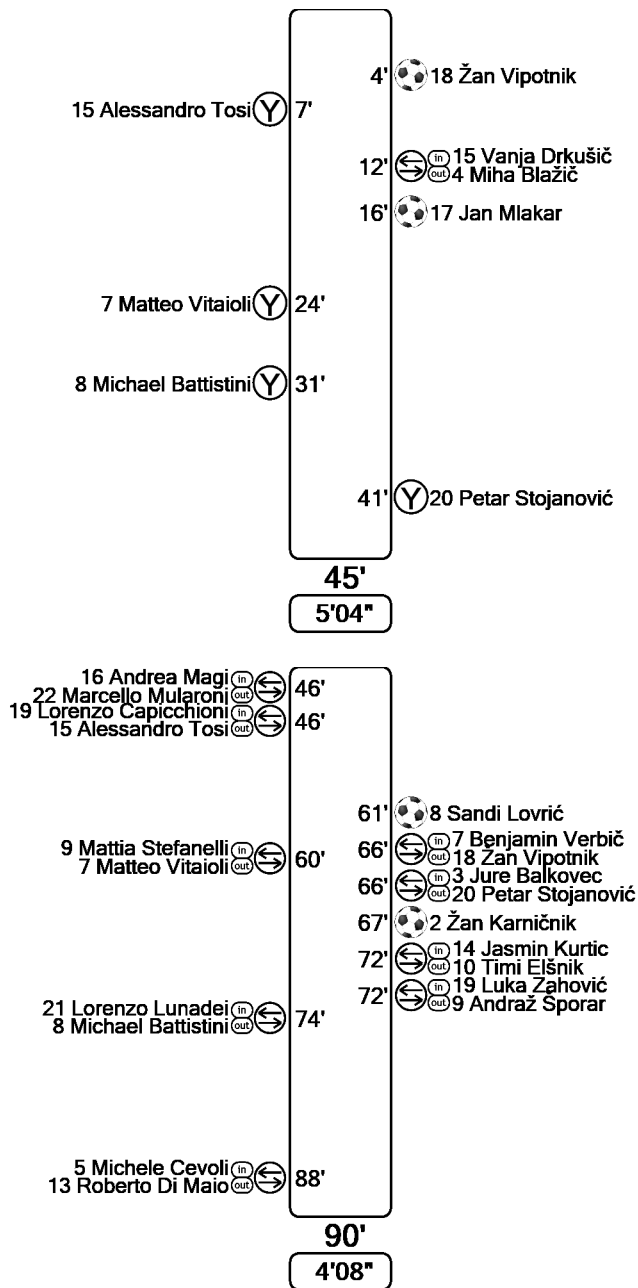 4' 18 Žan Vipotnik
15 Alessandro Tosi Y 7'
12' in 15 Vanja Drkušič
out 4 Miha Blažič
16' 17 Jan Mlakar
7 Matteo Vitaioli Y 24'
8 Michael Battistini Y 31'
41' Y 20 Petar Stojanović
45'
5'04"
16 Andrea Magi in 46'
22 Marcello Mularoni out
19 Lorenzo Capicchioni in 46'
15 Alessandro Tosi out
61' 8 Sandi Lovrić
9 Mattia Stefanelli in 60'
7 Matteo Vitaioli out
66' in 7 Benjamin Verbič
out 18 Žan Vipotnik
66' in 3 Jure Balkovec
out 20 Petar Stojanović
67' 2 Žan Karničnik
72' in 14 Jasmin Kurtic
out 10 Timi Elšnik
72' in 19 Luka Zahović
out 9 Andraž Šporar
21 Lorenzo Lunadei in 74'
8 Michael Battistini out
5 Michele Cevoli in 88'
13 Roberto Di Maio out
90'
4'08"